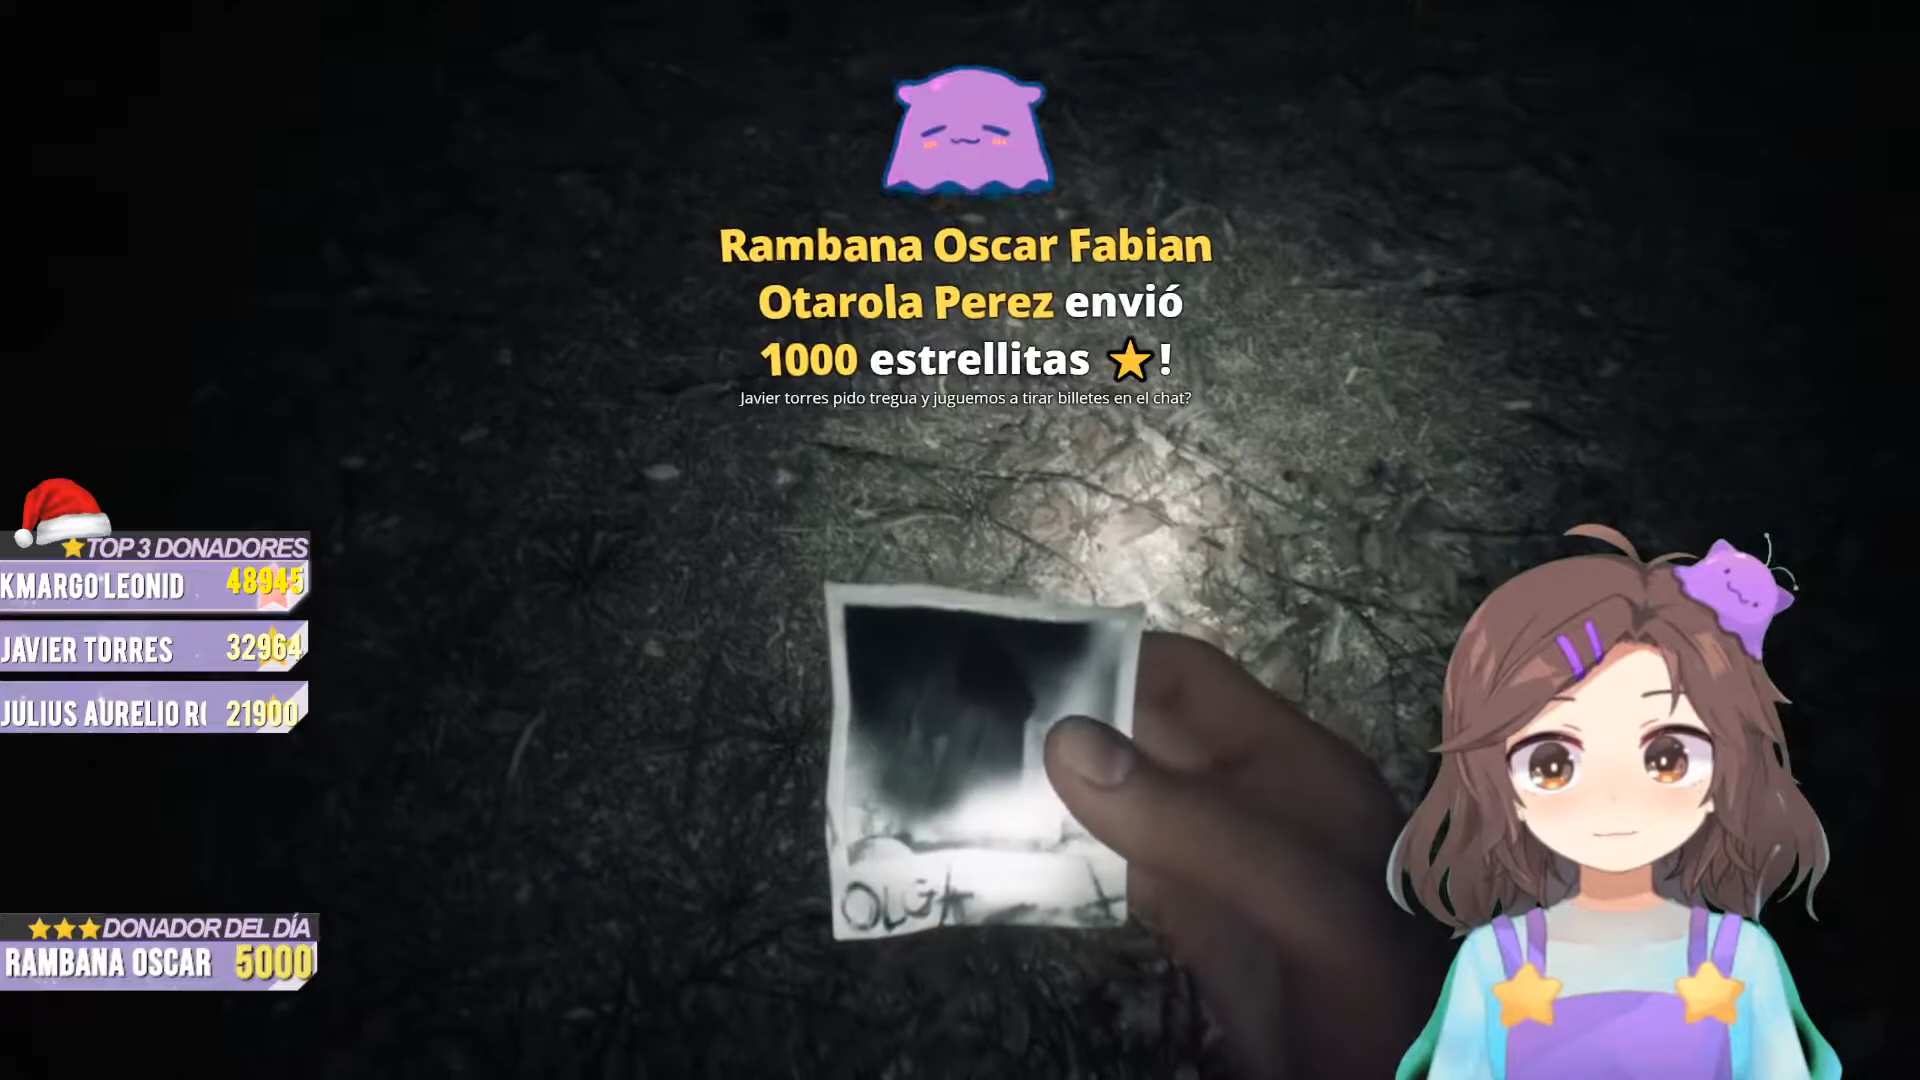 Rambana Oscar Fabian
Otarola Perez envió
1000 estrellitas ⭐!
Javier torres pido tregua y juguemos a tirar billetes en el chat?
TOP 3 DONADORES
KMARGO LEONID 48945
JAVIER TORRES 32964
JULIUS AURELIO R 21900
OLGA
DONADOR DEL DÍA
RAMBANA OSCAR 5000